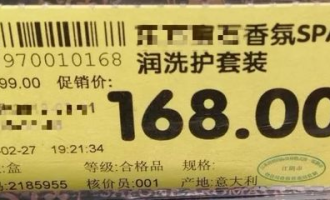 香氛SPA
970010168
润洗护套装
99.00 促销价:
168.00
02-27 19:21:34
:盒 等级:合格品 规格:
:2185955 核价员:001 产地:意大利